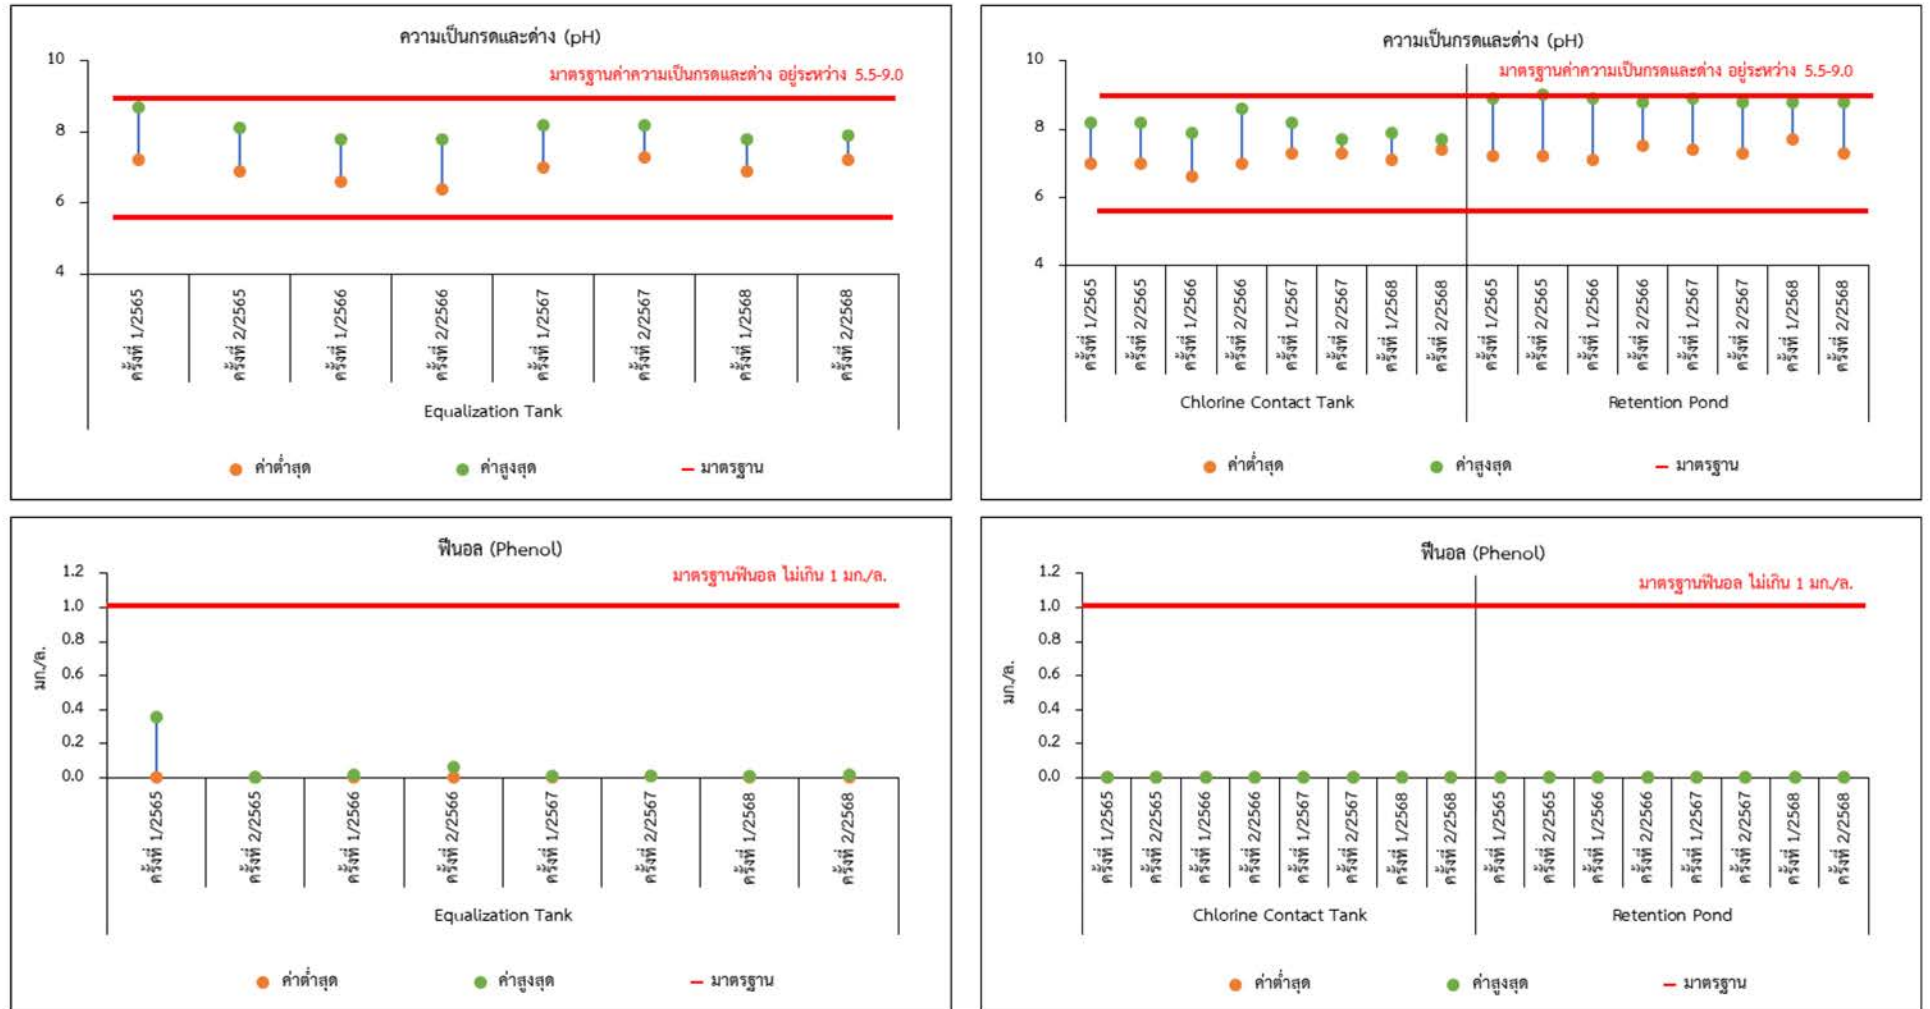 ความเป็นกรดและด่าง (pH)
มาตรฐานค่าความเป็นกรดและด่าง อยู่ระหว่าง 5.5-9.0
10
8
6
4
ครั้งที่ 1/2565
ครั้งที่ 2/2565
ครั้งที่ 1/2566
ครั้งที่ 2/2566
ครั้งที่ 1/2567
ครั้งที่ 2/2567
ครั้งที่ 1/2568
ครั้งที่ 2/2568
Equalization Tank
ค่าต่ำสุด ค่าสูงสุด มาตรฐาน
ความเป็นกรดและด่าง (pH)
มาตรฐานค่าความเป็นกรดและด่าง อยู่ระหว่าง 5.5-9.0
10
8
6
4
ครั้งที่ 1/2565
ครั้งที่ 2/2565
ครั้งที่ 1/2566
ครั้งที่ 2/2566
ครั้งที่ 1/2567
ครั้งที่ 2/2567
ครั้งที่ 1/2568
ครั้งที่ 2/2568
ครั้งที่ 1/2565
ครั้งที่ 2/2565
ครั้งที่ 1/2566
ครั้งที่ 2/2566
ครั้งที่ 1/2567
ครั้งที่ 2/2567
ครั้งที่ 1/2568
ครั้งที่ 2/2568
Chlorine Contact Tank Retention Pond
ค่าต่ำสุด ค่าสูงสุด มาตรฐาน
ฟีนอล (Phenol)
มาตรฐานฟีนอล ไม่เกิน 1 มก./ล.
มก./ล.
1.2
1.0
0.8
0.6
0.4
0.2
0.0
ครั้งที่ 1/2565
ครั้งที่ 2/2565
ครั้งที่ 1/2566
ครั้งที่ 2/2566
ครั้งที่ 1/2567
ครั้งที่ 2/2567
ครั้งที่ 1/2568
ครั้งที่ 2/2568
Equalization Tank
ค่าต่ำสุด ค่าสูงสุด มาตรฐาน
ฟีนอล (Phenol)
มาตรฐานฟีนอล ไม่เกิน 1 มก./ล.
มก./ล.
1.2
1.0
0.8
0.6
0.4
0.2
0.0
ครั้งที่ 1/2565
ครั้งที่ 2/2565
ครั้งที่ 1/2566
ครั้งที่ 2/2566
ครั้งที่ 1/2567
ครั้งที่ 2/2567
ครั้งที่ 1/2568
ครั้งที่ 2/2568
ครั้งที่ 1/2565
ครั้งที่ 2/2565
ครั้งที่ 1/2566
ครั้งที่ 2/2566
ครั้งที่ 1/2567
ครั้งที่ 2/2567
ครั้งที่ 1/2568
ครั้งที่ 2/2568
Chlorine Contact Tank Retention Pond
ค่าต่ำสุด ค่าสูงสุด มาตรฐาน